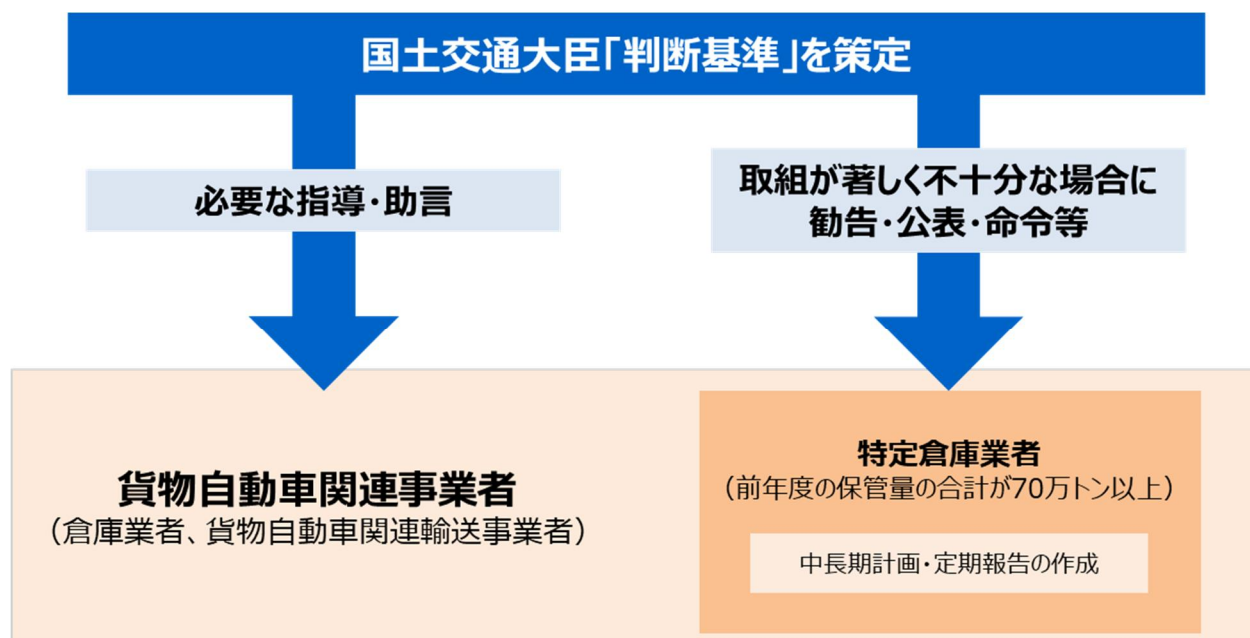 国土交通大臣「判断基準」を策定
必要な指導・助言
取組が著しく不十分な場合に
勧告・公表・命令等
貨物自動車関連事業者
（倉庫業者、貨物自動車関連輸送事業者）
特定倉庫業者
（前年度の保管量の合計が70万トン以上）
中長期計画・定期報告の作成